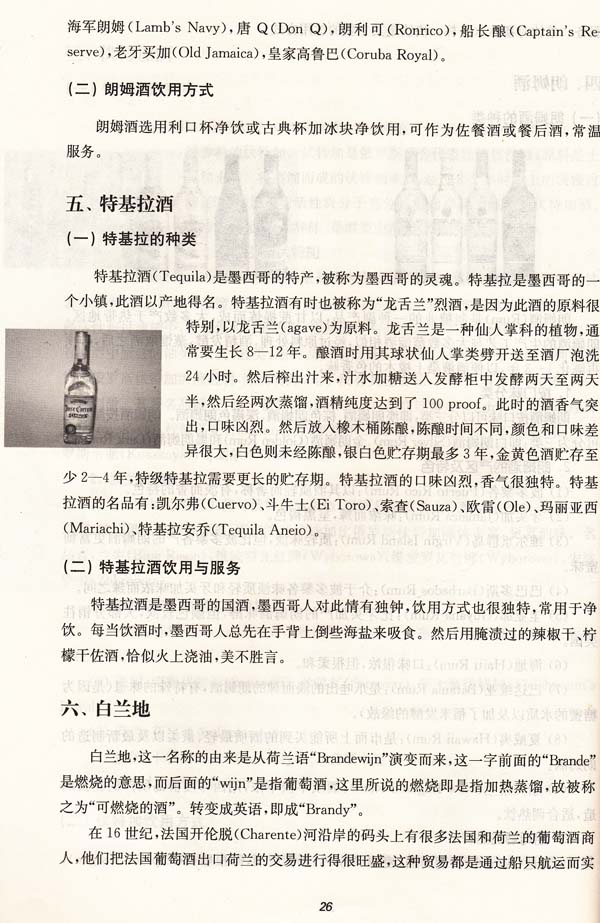 海军朗姆(Lamb's Navy),唐 Q(Don Q),朗利可(Ronrico),船长酿(Captain's Re-
serve),老牙买加(Old Jamaica),皇家高鲁巴(Coruba Royal)。
(二) 朗姆酒饮用方式
朗姆酒选用利口杯净饮或古典杯加冰块净饮用,可作为佐餐酒或餐后酒,常温
服务。
五、特基拉酒
(一) 特基拉的种类
特基拉酒(Tequila)是墨西哥的特产,被称为墨西哥的灵魂。特基拉是墨西哥的一
个小镇,此酒以产地得名。特基拉酒有时也被称为“龙舌兰”烈酒,是因为此酒的原料很
特别,以龙舌兰(agave)为原料。龙舌兰是一种仙人掌科的植物,通
常要生长 8—12 年。酿酒时用其球状仙人掌类劈开送至酒厂泡洗
24 小时。然后榨出汁来,汁水加糖送入发酵柜中发酵两天至两天
半,然后经两次蒸馏,酒精纯度达到了 100 proof。此时的酒香气突
出,口味凶烈。然后放入橡木桶陈酿,陈酿时间不同,颜色和口味差
异很大,白色则未经陈酿,银白色贮存期最多 3 年,金黄色酒贮存至
少 2—4 年,特级特基拉需要更长的贮存期。特基拉酒的口味凶烈,香气很独特。特基
拉酒的名品有:凯尔弗(Cuervo)、斗牛士(Ei Toro)、索查(Sauza)、欧雷(Ole)、玛丽亚西
(Mariachi)、特基拉安乔(Tequila Aneio)。
(二) 特基拉酒饮用与服务
特基拉酒是墨西哥的国酒,墨西哥人对此情有独钟,饮用方式也很独特,常用于净
饮。每当饮酒时,墨西哥人总先在手背上倒些海盐来吸食。然后用腌渍过的辣椒干、柠
檬干佐酒,恰似火上浇油,美不胜言。
六、白兰地
白兰地,这一名称的由来是从荷兰语“Brandewijn”演变而来,这一字前面的“Brande”
是燃烧的意思,而后面的“wijn”是指葡萄酒,这里所说的燃烧即是指加热蒸馏,故被称
之为“可燃烧的酒”。转变成英语,即成“Brandy”。
在 16 世纪,法国开伦脱(Charente)河沿岸的码头上有很多法国和荷兰的葡萄酒商
人,他们把法国葡萄酒出口荷兰的交易进行得很旺盛,这种贸易都是通过船只航运而实
26